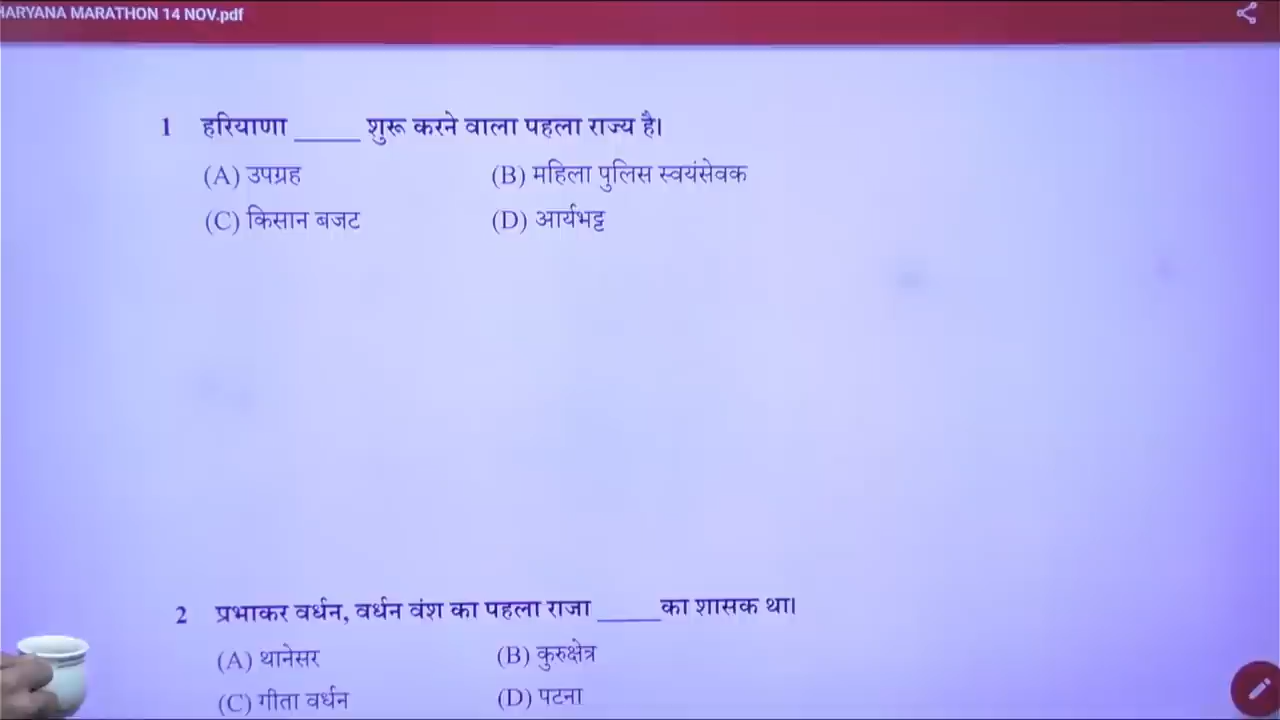 HARYANA MARATHON 14 NOV.pdf
1 हरियाणा _____ शुरू करने वाला पहला राज्य है।
(A) उपग्रह (B) महिला पुलिस स्वयंसेवक
(C) किसान बजट (D) आर्यभट्ट
2 प्रभाकर वर्धन, वर्धन वंश का पहला राजा _____ का शासक था।
(A) थानेसर (B) कुरुक्षेत्र
(C) गीता वर्धन (D) पटना